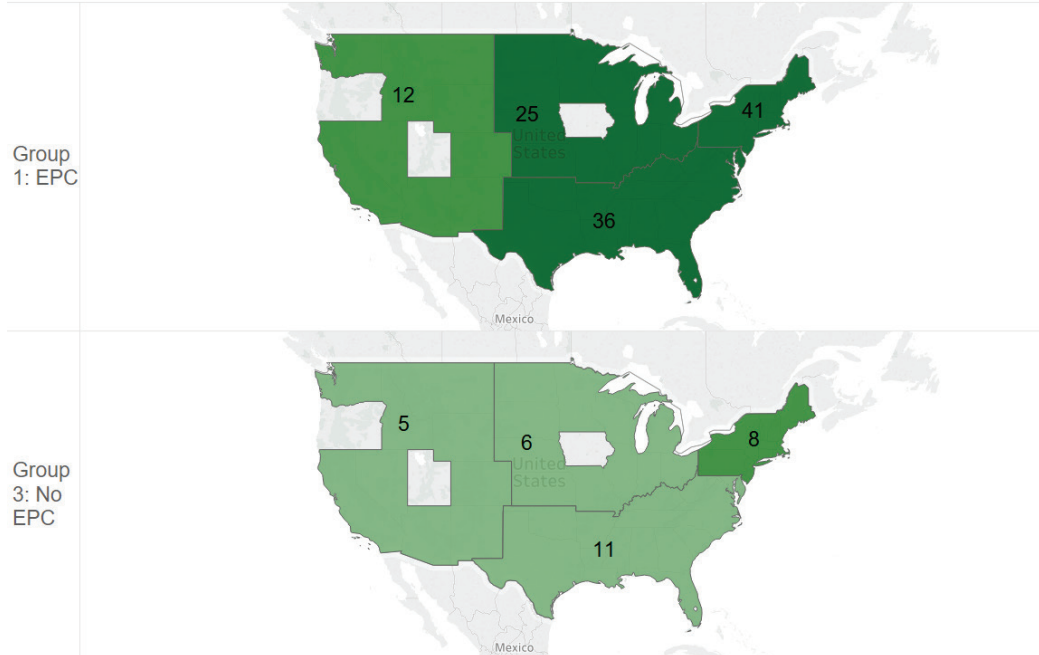 12
25
41
United
States
Group
1: EPC
36
Mexico
5
6
8
United
States
Group
3: No
EPC
11
Mexico